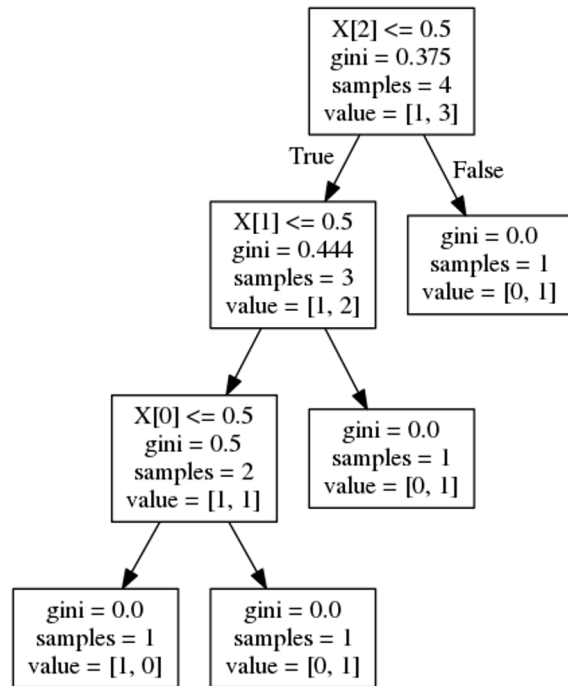 X[2] <= 0.5
gini = 0.375
samples = 4
value = [1, 3]
True
False
X[1] <= 0.5
gini = 0.444
samples = 3
value = [1, 2]
gini = 0.0
samples = 1
value = [0, 1]
X[0] <= 0.5
gini = 0.5
samples = 2
value = [1, 1]
gini = 0.0
samples = 1
value = [0, 1]
gini = 0.0
samples = 1
value = [1, 0]
gini = 0.0
samples = 1
value = [0, 1]